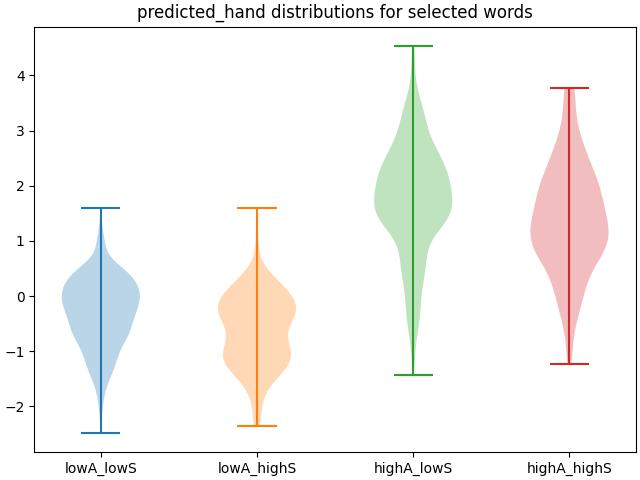 predicted_hand distributions for selected words
4
3
2
1
0
−1
−2
lowA_lowS
lowA_highS
highA_lowS
highA_highS